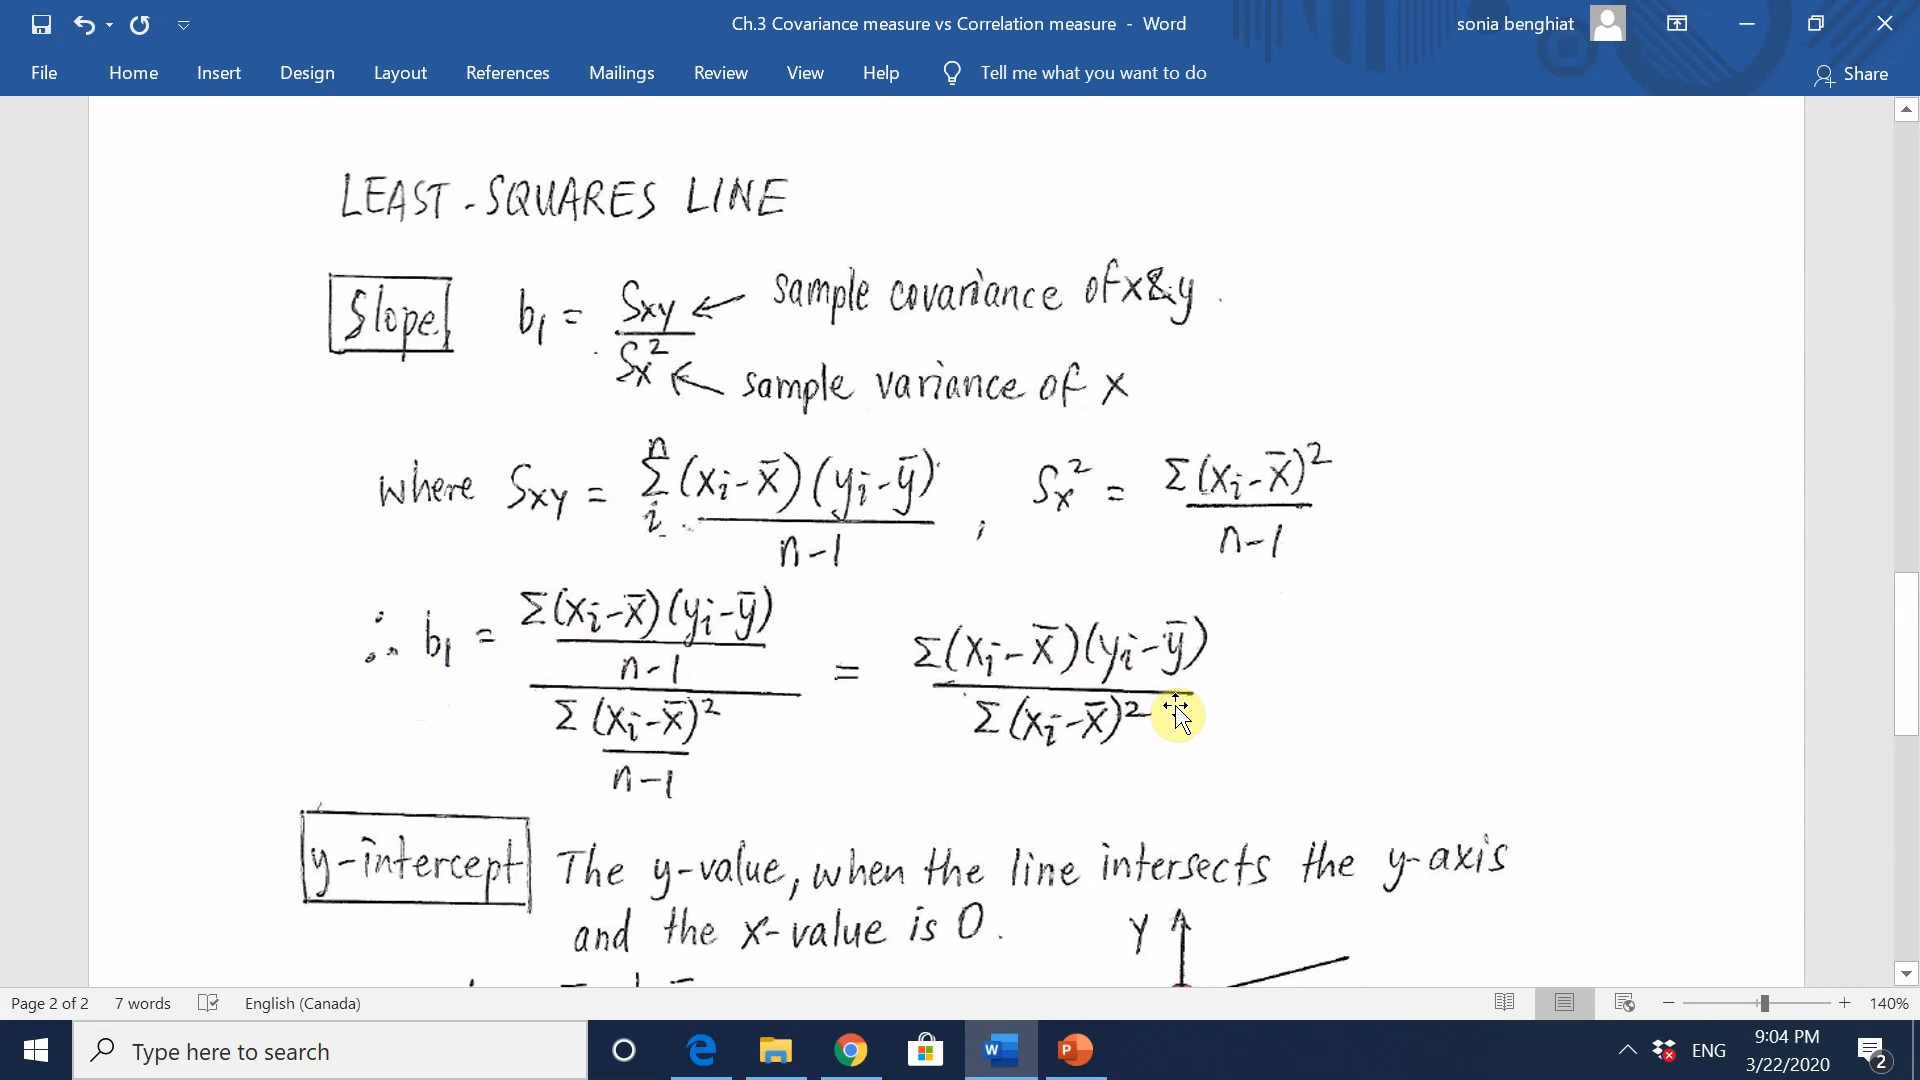 Ch.3 Covariance measure vs Correlation measure - Word
sonia benghiat
File Home Insert Design Layout References Mailings Review View Help Tell me what you want to do Share
LEAST-SQUARES LINE
Slope b₁ = Sxy ← sample covariance of x & y
Sx² ← sample variance of x
where Sxy = Σ (xᵢ-x̄)(yᵢ-ȳ) / n-1 , Sx² = Σ(xᵢ-x̄)² / n-1
n
i
∴ b₁ = Σ(xᵢ-x̄)(yᵢ-ȳ) / n-1 = Σ(xᵢ-x̄)(yᵢ-ȳ)
Σ(xᵢ-x̄)² / n-1 Σ(xᵢ-x̄)²
y-intercept The y-value, when the line intersects the y-axis
and the x-value is 0. Y
Page 2 of 2 7 words English (Canada) 140%
Type here to search ENG 9:04 PM
3/22/2020 2